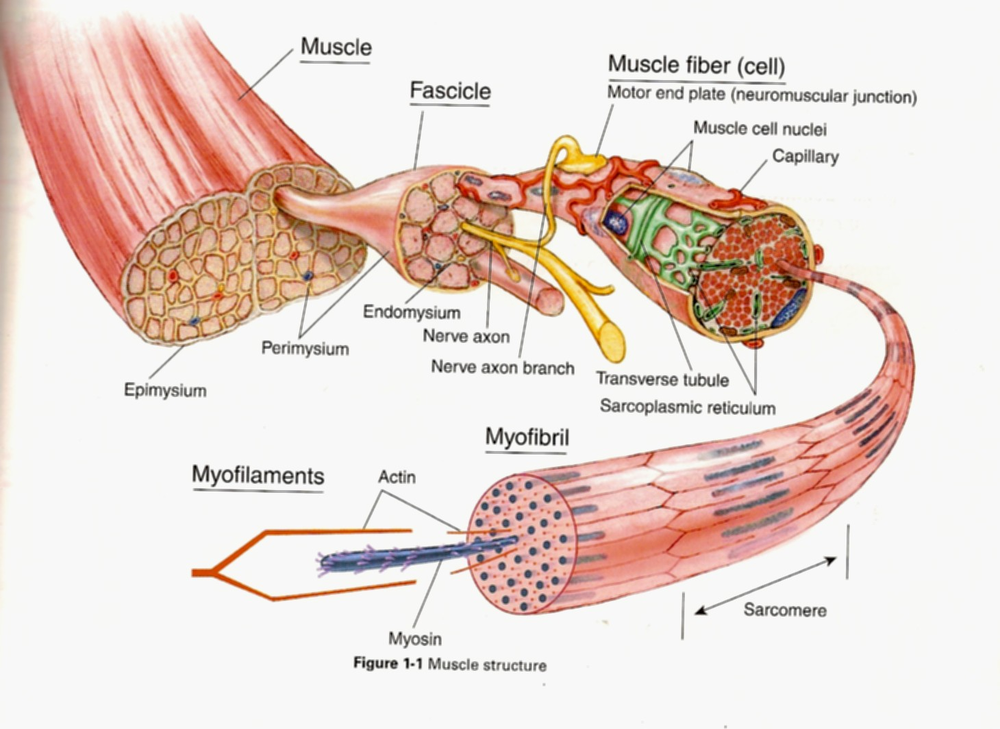 Muscle
Fascicle
Muscle fiber (cell)
Motor end plate (neuromuscular junction)
Muscle cell nuclei
Capillary
Endomysium
Nerve axon
Perimysium
Nerve axon branch
Epimysium
Transverse tubule
Sarcoplasmic reticulum
Myofibril
Myofilaments
Actin
Sarcomere
Myosin
Figure 1-1 Muscle structure